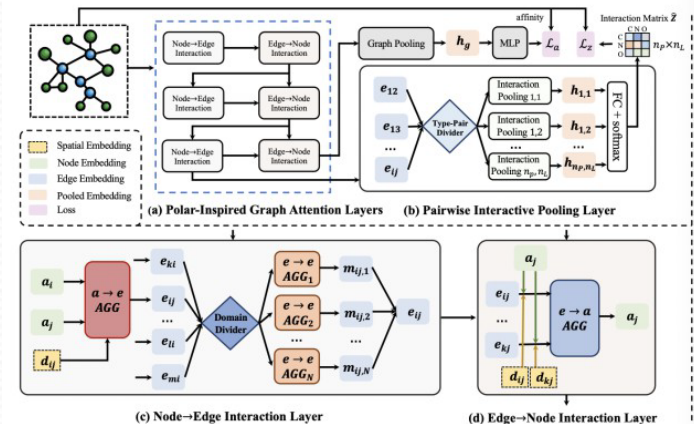 affinity
Interaction Matrix Ẑ
C N O
C
N
O
n_P×n_L
Node→Edge
Interaction
Edge→Node
Interaction
Node→Edge
Interaction
Edge→Node
Interaction
Node→Edge
Interaction
Edge→Node
Interaction
(a) Polar-Inspired Graph Attention Layers
Graph Pooling
h_g
MLP
ℒ_a
ℒ_z
e_12
e_13
...
e_ij
Type-Pair
Divider
Interaction
Pooling 1,1
Interaction
Pooling 1,2
...
Interaction
Pooling n_P, n_L
h_1,1
h_1,2
...
h_{n_P,n_L}
FC + softmax
(b) Pairwise Interactive Pooling Layer
Spatial Embedding
Node Embedding
Edge Embedding
Pooled Embedding
Loss
a_i
a_j
d_ij
a → e
AGG
e_ki
e_ij
...
e_li
e_mi
Domain
Divider
e → e
AGG_1
e → e
AGG_2
...
e → e
AGG_N
m_ij,1
m_ij,2
...
m_ij,N
e_ij
(c) Node→Edge Interaction Layer
a_j
e_ij
...
e_kj
d_ij
d_kj
e → a
AGG
a_j
(d) Edge→Node Interaction Layer